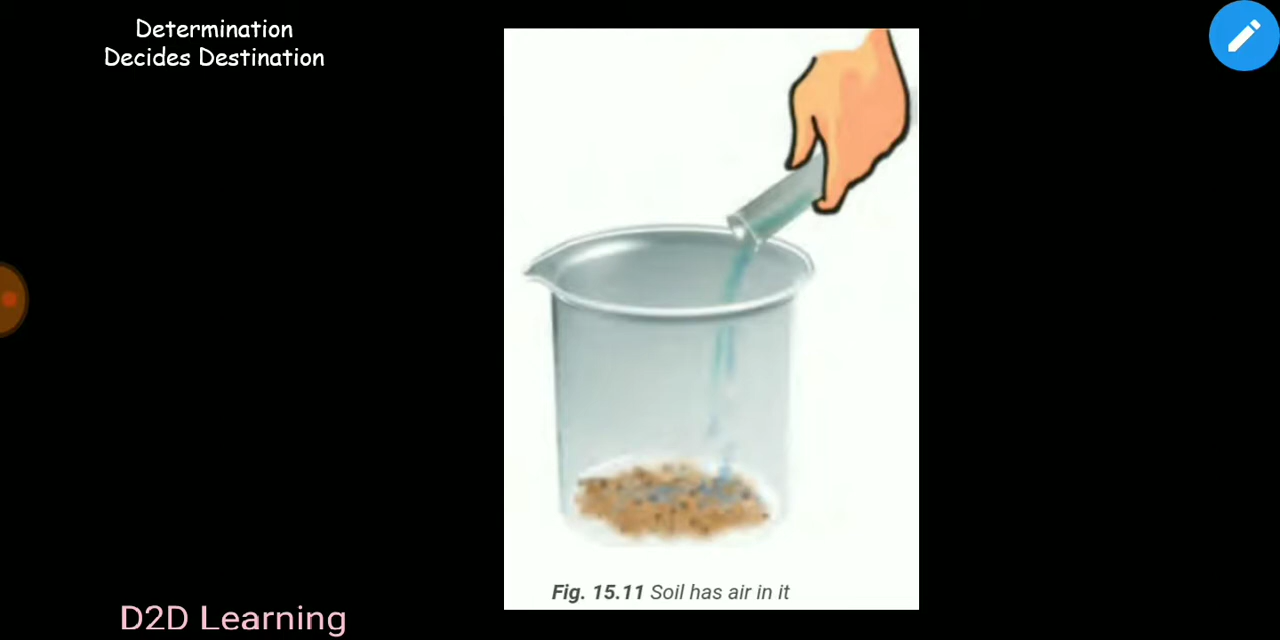 Determination
Decides Destination
Fig. 15.11 Soil has air in it
D2D Learning